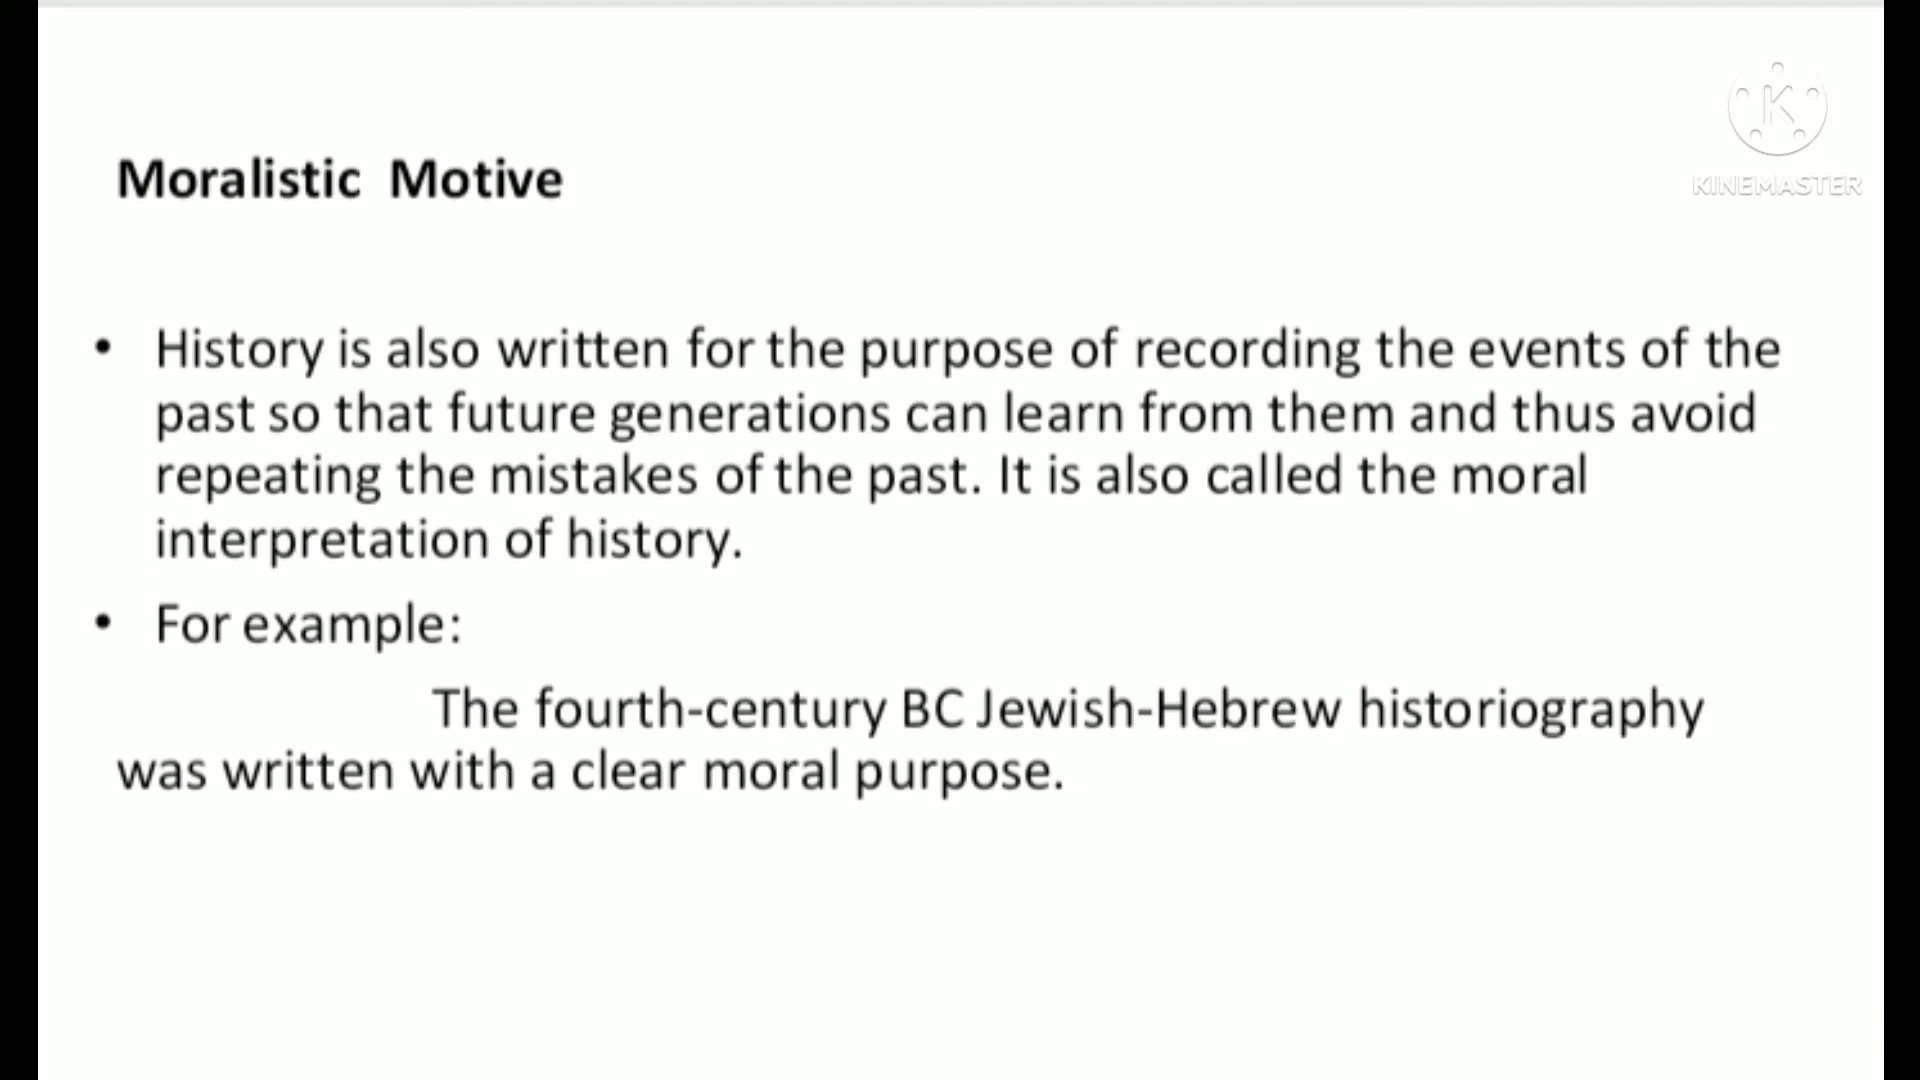 KINEMASTER
Moralistic Motive
• History is also written for the purpose of recording the events of the
past so that future generations can learn from them and thus avoid
repeating the mistakes of the past. It is also called the moral
interpretation of history.
• For example:
The fourth-century BC Jewish-Hebrew historiography
was written with a clear moral purpose.